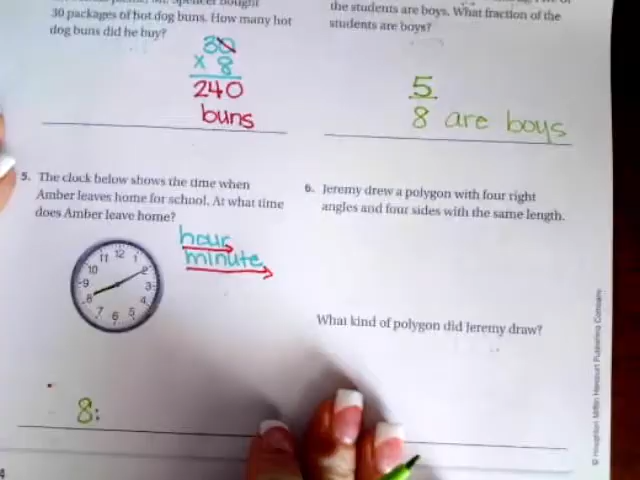 30 packages of hot dog buns. How many hot
dog buns did he buy?
30
x 8
240
buns
the students are boys. What fraction of the
students are boys?
5
8 are boys
5. The clock below shows the time when
Amber leaves home for school. At what time
does Amber leave home?
hour
minute
12
1
2
3
4
5
6
7
8
9
10
11
8:
6. Jeremy drew a polygon with four right
angles and four sides with the same length.
What kind of polygon did Jeremy draw?
© Houghton Mifflin Harcourt Publishing Company
4